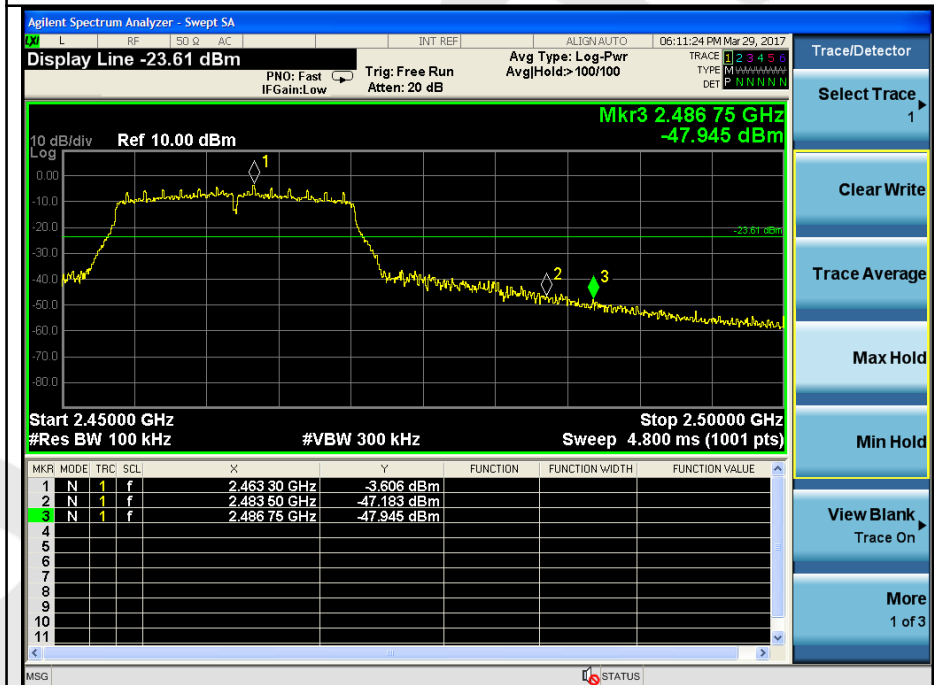 Agilent Spectrum Analyzer - Swept SA
LXI L RF 50 Ω AC INT REF ALIGN AUTO 06:11:24 PM Mar 29, 2017
Display Line -23.61 dBm
PNO: Fast
IFGain:Low
Trig: Free Run
Atten: 20 dB
Avg Type: Log-Pwr
Avg|Hold:> 100/100
TRACE 1 2 3 4 5 6
TYPE M WWWWW
DET P N N N N N
Mkr3 2.486 75 GHz
-47.945 dBm
10 dB/div Ref 10.00 dBm
Log
0.00
-10.0
-20.0
-30.0
-40.0
-50.0
-60.0
-70.0
-80.0
1
2
3
-23.61 dBm
Start 2.45000 GHz Stop 2.50000 GHz
#Res BW 100 kHz #VBW 300 kHz Sweep 4.800 ms (1001 pts)
MKR MODE TRC SCL X Y FUNCTION FUNCTION WIDTH FUNCTION VALUE
1 N 1 f 2.463 30 GHz -3.606 dBm
2 N 1 f 2.483 50 GHz -47.183 dBm
3 N 1 f 2.486 75 GHz -47.945 dBm
4
5
6
7
8
9
10
11
MSG STATUS
Trace/Detector
Select Trace
1
Clear Write
Trace Average
Max Hold
Min Hold
View Blank
Trace On
More
1 of 3